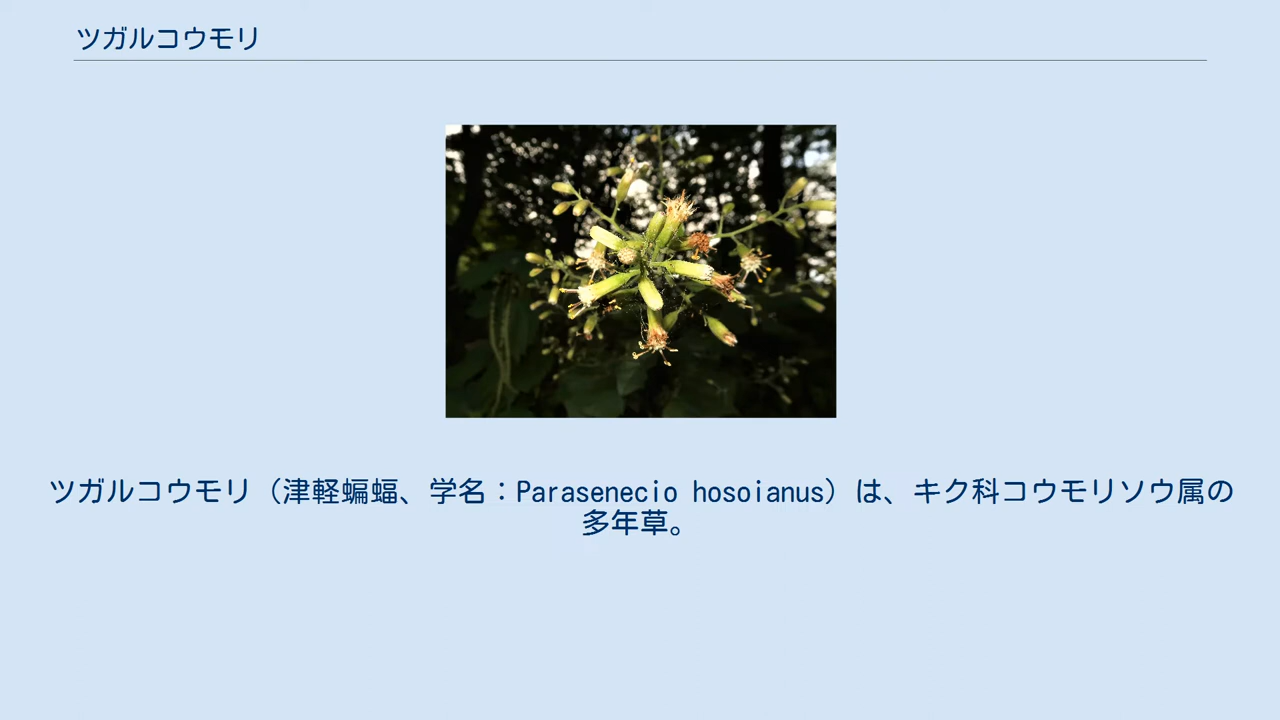 ツガルコウモリ
ツガルコウモリ（津軽蝙蝠、学名：Parasenecio hosoianus）は、キク科コウモリソウ属の
多年草。